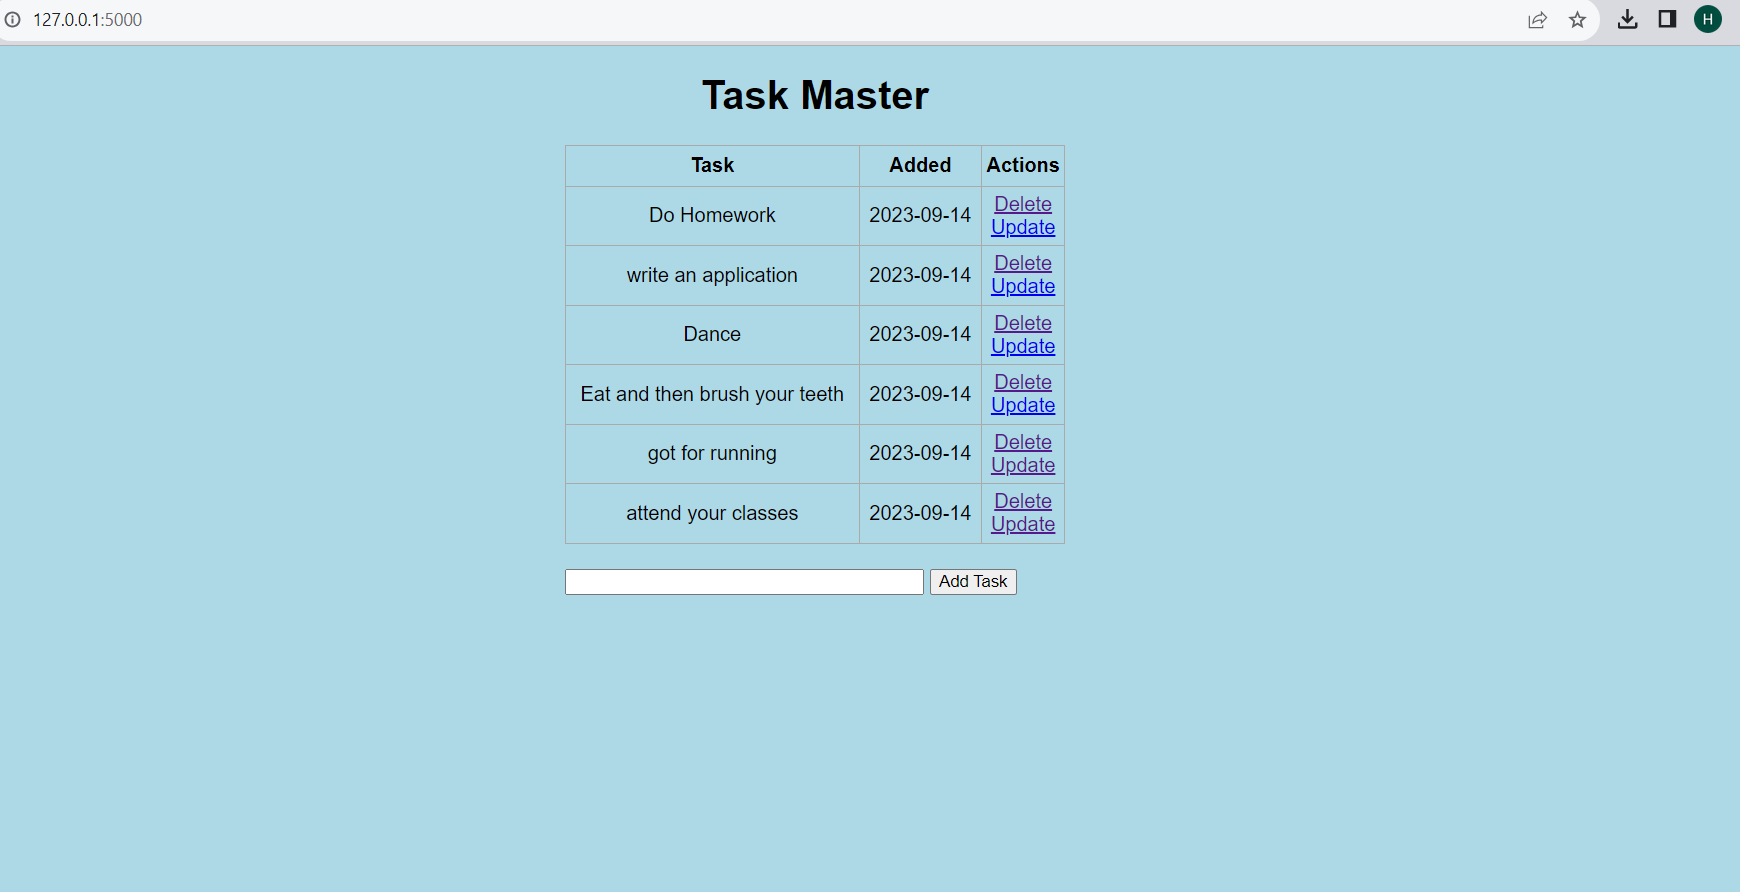 127.0.0.1:5000
H
Task Master
Task Added Actions
Do Homework 2023-09-14 Delete
Update
write an application 2023-09-14 Delete
Update
Dance 2023-09-14 Delete
Update
Eat and then brush your teeth 2023-09-14 Delete
Update
got for running 2023-09-14 Delete
Update
attend your classes 2023-09-14 Delete
Update
Add Task